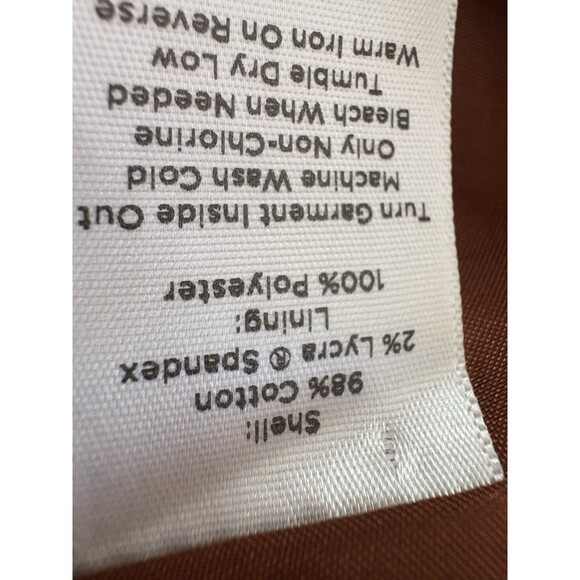 Shell:
98% Cotton
2% Lycra ® Spandex
Lining:
100% Polyester
Turn Garment Inside Out
Machine Wash Cold
Only Non-Chlorine
Bleach When Needed
Tumble Dry Low
Warm Iron On Reverse